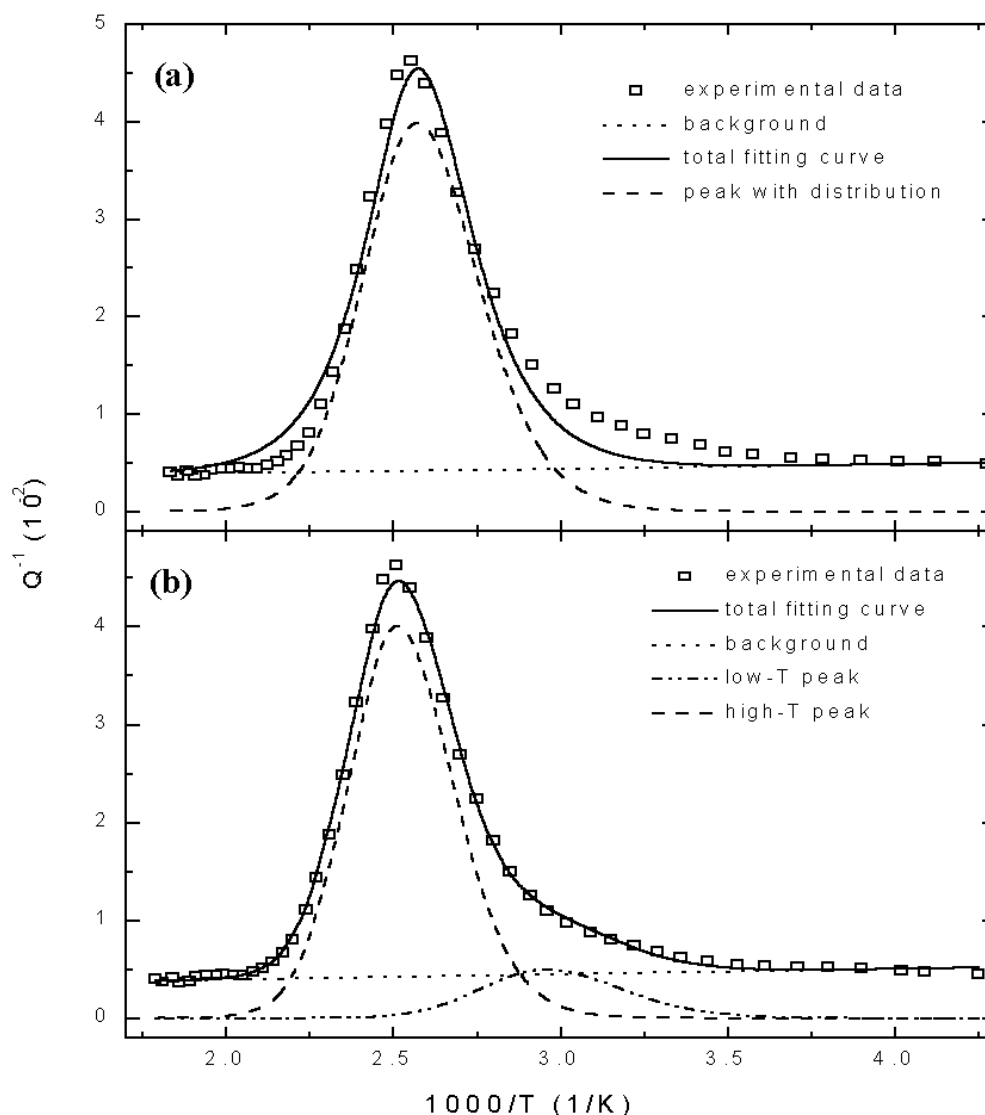 5
(a)
experimental data
background
total fitting curve
peak with distribution
4
3
2
1
0
(b)
experimental data
total fitting curve
background
low-T peak
high-T peak
4
3
2
1
0
Q⁻¹ (10⁻²)
2.0 2.5 3.0 3.5 4.0
1000/T (1/K)